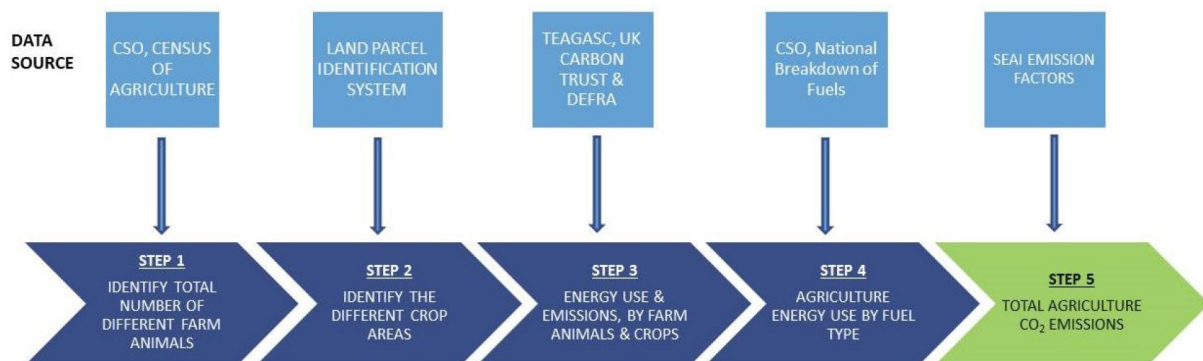 DATA
SOURCE
CSO, CENSUS
OF
AGRICULTURE
LAND PARCEL
IDENTIFICATION
SYSTEM
TEAGASC, UK
CARBON
TRUST &
DEFRA
CSO, National
Breakdown of
Fuels
SEAI EMISSION
FACTORS
STEP 1
IDENTIFY TOTAL
NUMBER OF
DIFFERENT FARM
ANIMALS
STEP 2
IDENTIFY THE
DIFFERENT CROP
AREAS
STEP 3
ENERGY USE &
EMISSIONS, BY FARM
ANIMALS & CROPS
STEP 4
AGRICULTURE
ENERGY USE BY FUEL
TYPE
STEP 5
TOTAL AGRICULTURE
CO₂ EMISSIONS